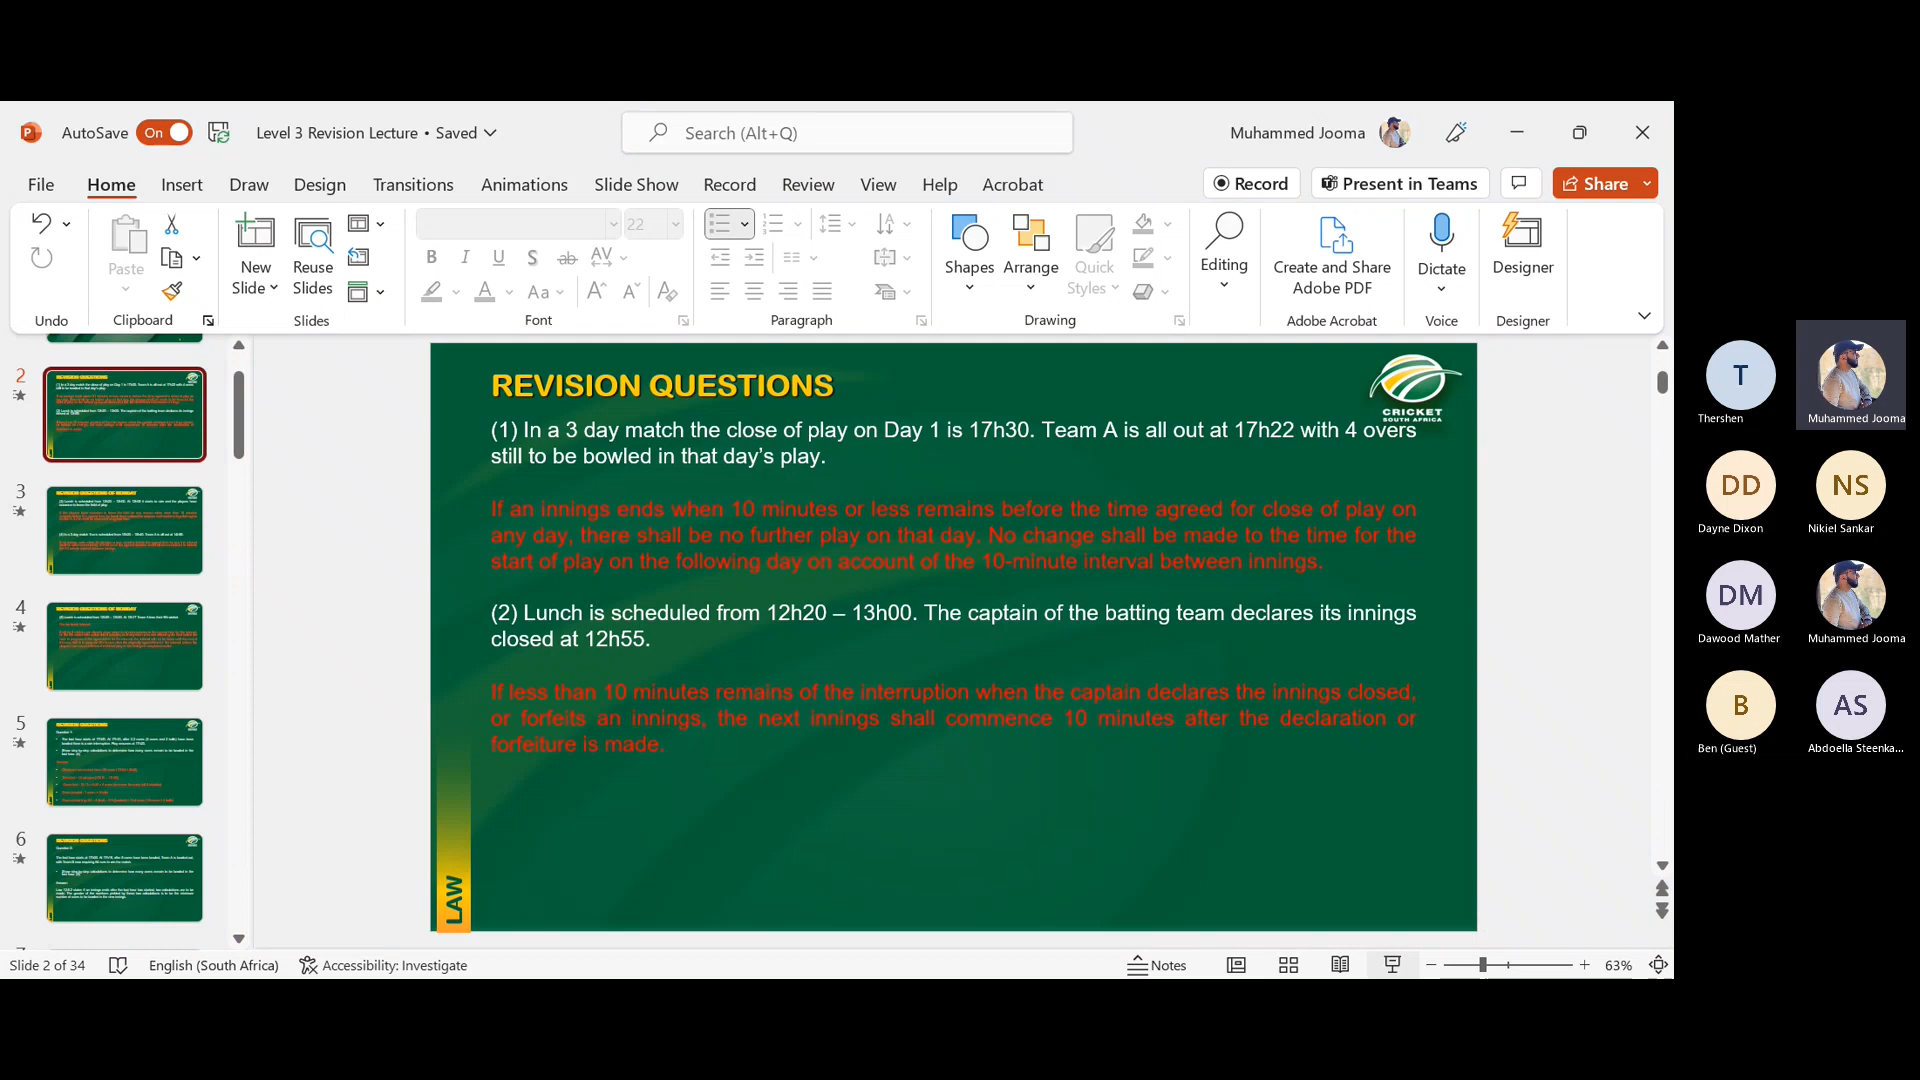 AutoSave On Level 3 Revision Lecture • Saved Search (Alt+Q) Muhammed Jooma
File Home Insert Draw Design Transitions Animations Slide Show Record Review View Help Acrobat Record Present in Teams Share
Paste
New Slide
Reuse Slides
22
B I U S ab AV
A Aa A A A
Shapes Arrange Quick Styles
Editing
Create and Share Adobe PDF
Dictate
Designer
Undo Clipboard Slides Font Paragraph Drawing Adobe Acrobat Voice Designer
2
3
4
5
6
REVISION QUESTIONS
CRICKET
SOUTH AFRICA
(1) In a 3 day match the close of play on Day 1 is 17h30. Team A is all out at 17h22 with 4 overs
still to be bowled in that day's play.
If an innings ends when 10 minutes or less remains before the time agreed for close of play on
any day, there shall be no further play on that day. No change shall be made to the time for the
start of play on the following day on account of the 10-minute interval between innings.
(2) Lunch is scheduled from 12h20 – 13h00. The captain of the batting team declares its innings
closed at 12h55.
If less than 10 minutes remains of the interruption when the captain declares the innings closed,
or forfeits an innings, the next innings shall commence 10 minutes after the declaration or
forfeiture is made.
LAW
Slide 2 of 34 English (South Africa) Accessibility: Investigate Notes 63%
T
Thershen Muhammed Jooma
DD NS
Dayne Dixon Nikiel Sankar
DM
Dawood Mather Muhammed Jooma
B AS
Ben (Guest) Abdoella Steenka...